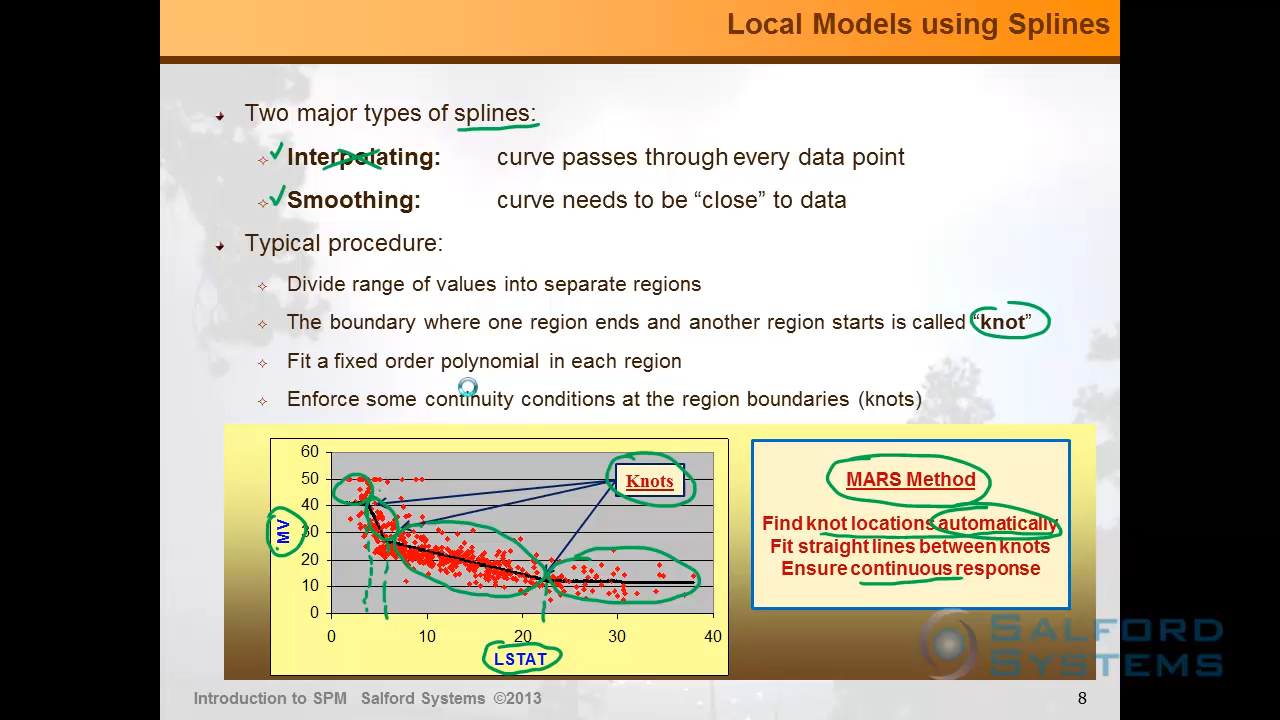 Local Models using Splines
Two major types of splines:
Interpolating: curve passes through every data point
Smoothing: curve needs to be “close” to data
Typical procedure:
Divide range of values into separate regions
The boundary where one region ends and another region starts is called “knot”
Fit a fixed order polynomial in each region
Enforce some continuity conditions at the region boundaries (knots)
60
50
40
30
20
10
0
MV
Knots
0 10 20 30 40
LSTAT
MARS Method
Find knot locations automatically
Fit straight lines between knots
Ensure continuous response
SALFORD
SYSTEMS
Introduction to SPM Salford Systems ©2013
8